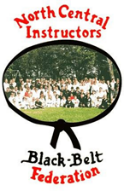 North Central
Instructors
Black-Belt
Federation